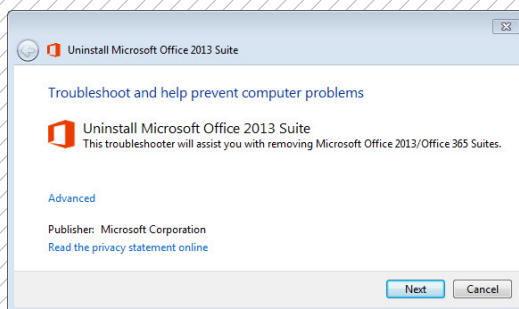 Uninstall Microsoft Office 2013 Suite
Troubleshoot and help prevent computer problems
Uninstall Microsoft Office 2013 Suite
This troubleshooter will assist you with removing Microsoft Office 2013/Office 365 Suites.
Advanced
Publisher: Microsoft Corporation
Read the privacy statement online
Next Cancel